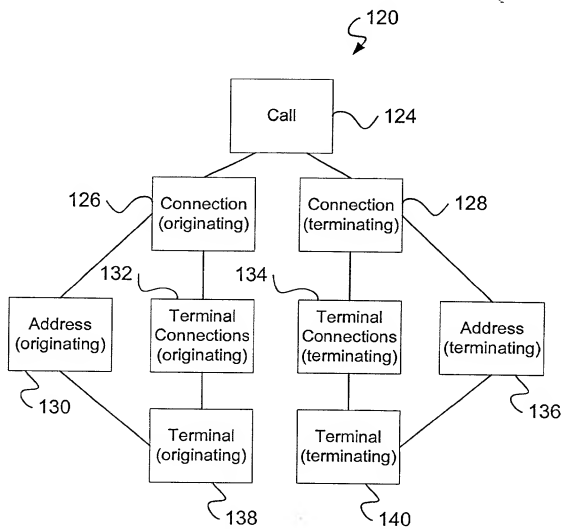 120
Call
124
126
Connection
(originating)
Connection
(terminating)
128
132
134
Address
(originating)
Terminal
Connections
(originating)
Terminal
Connections
(terminating)
Address
(terminating)
130
136
Terminal
(originating)
Terminal
(terminating)
138
140